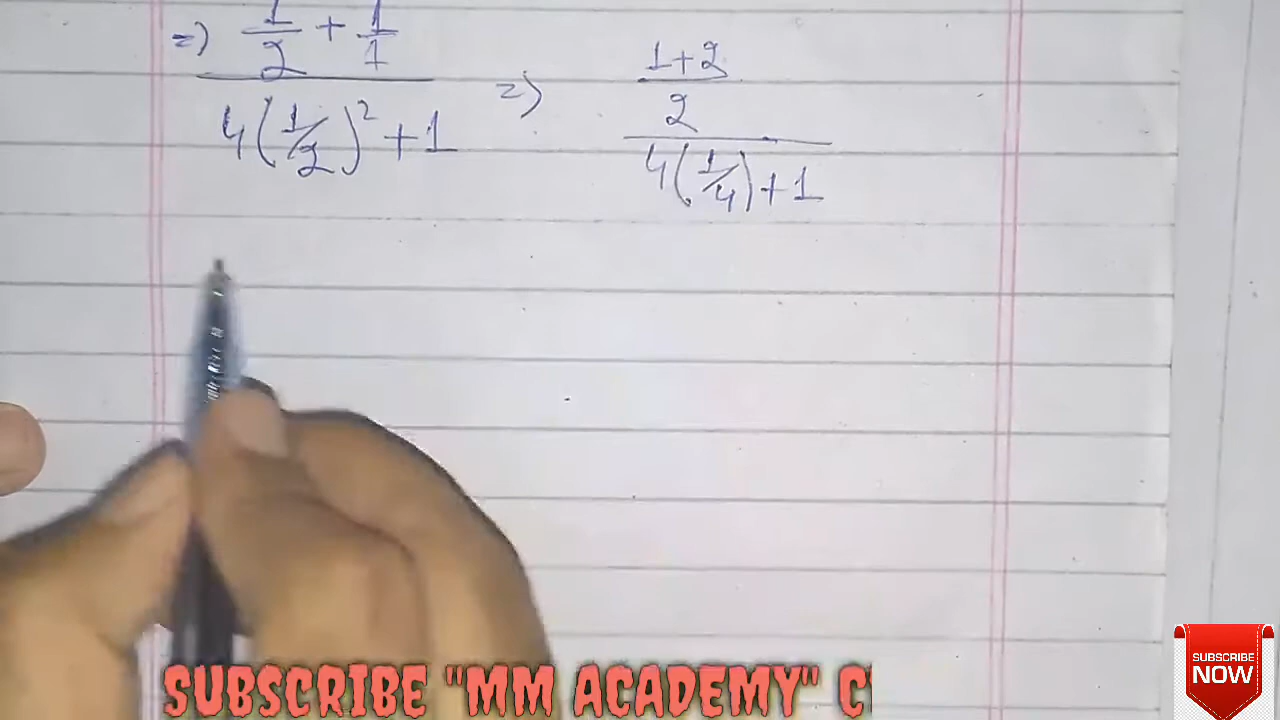 =) 1/2 + 1/1
4(1/2)² + 1
=) 1+2
2
4(1/4) + 1
SUBSCRIBE "MM ACADEMY" C
SUBSCRIBE
NOW